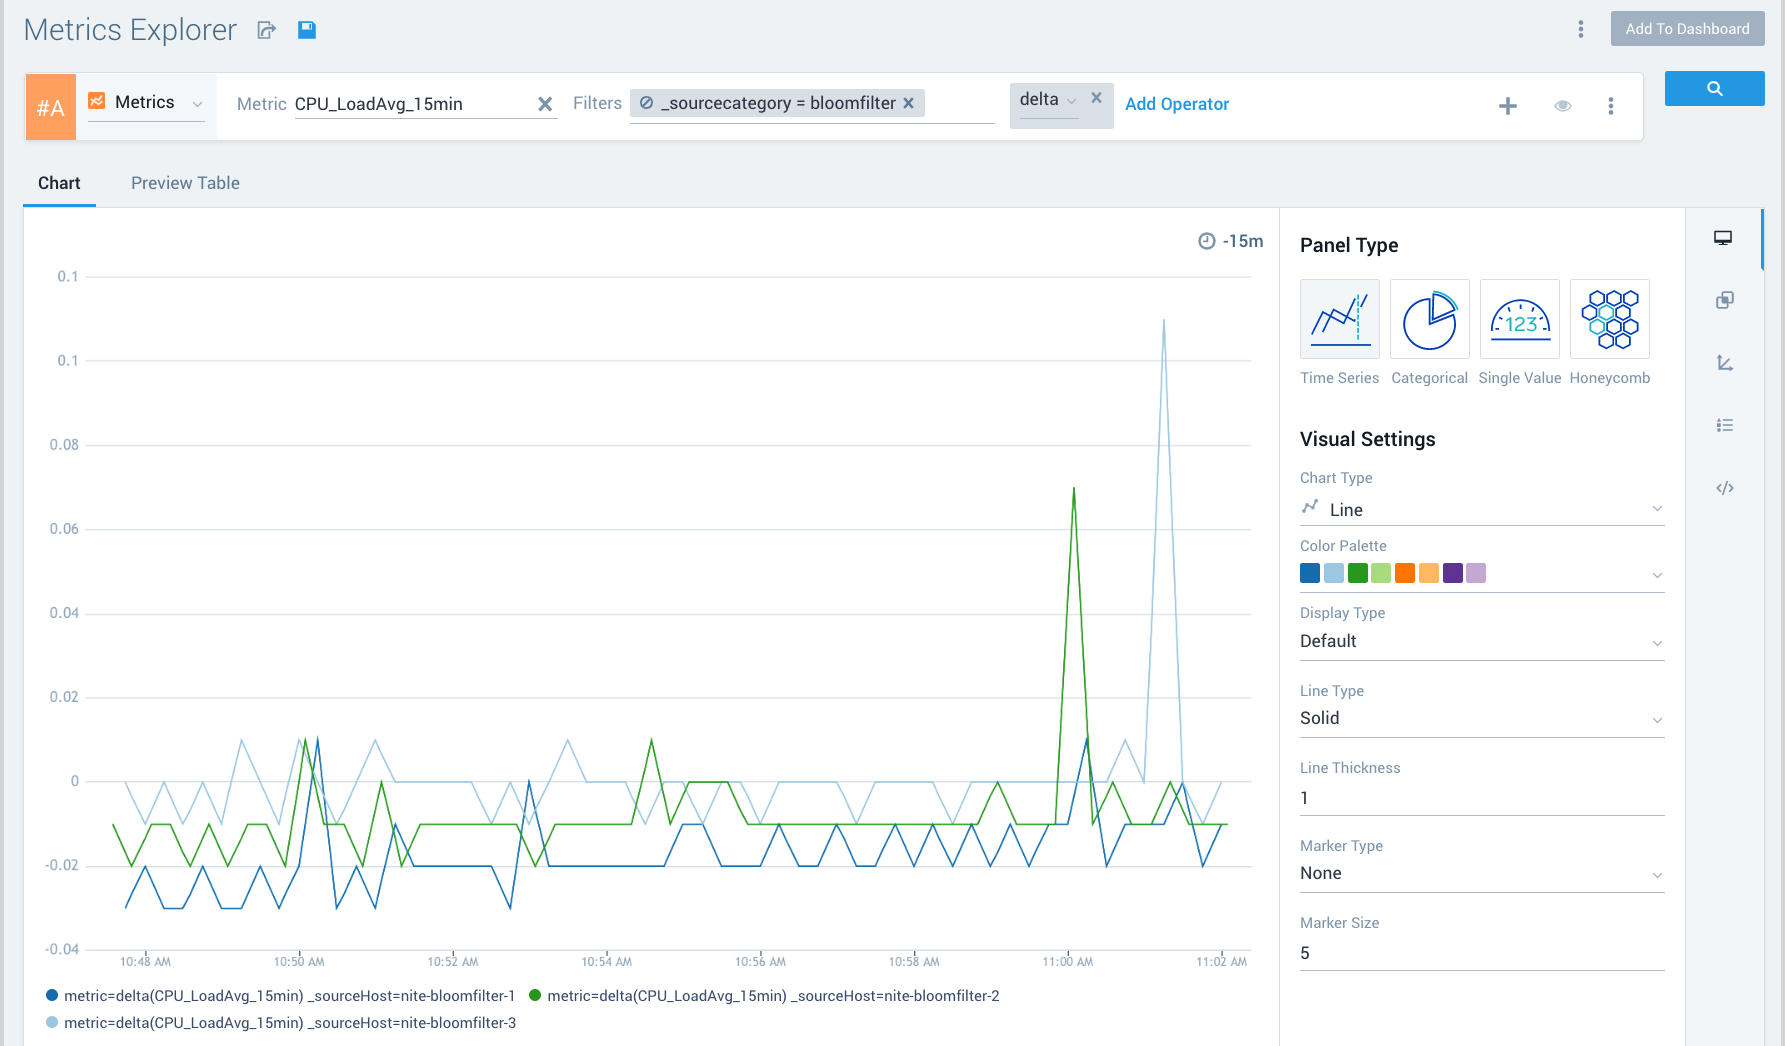 Metrics Explorer
Add To Dashboard
#A Metrics Metric CPU_LoadAvg_15min Filters _sourcecategory = bloomfilter delta Add Operator
Chart Preview Table
-15m
0.1
0.1
0.08
0.06
0.04
0.02
0
-0.02
-0.04
10:48 AM 10:50 AM 10:52 AM 10:54 AM 10:56 AM 10:58 AM 11:00 AM 11:02 AM
metric=delta(CPU_LoadAvg_15min) _sourceHost=nite-bloomfilter-1 metric=delta(CPU_LoadAvg_15min) _sourceHost=nite-bloomfilter-2
metric=delta(CPU_LoadAvg_15min) _sourceHost=nite-bloomfilter-3
Panel Type
123
Time Series Categorical Single Value Honeycomb
Visual Settings
Chart Type
Line
Color Palette
Display Type
Default
Line Type
Solid
Line Thickness
1
Marker Type
None
Marker Size
5